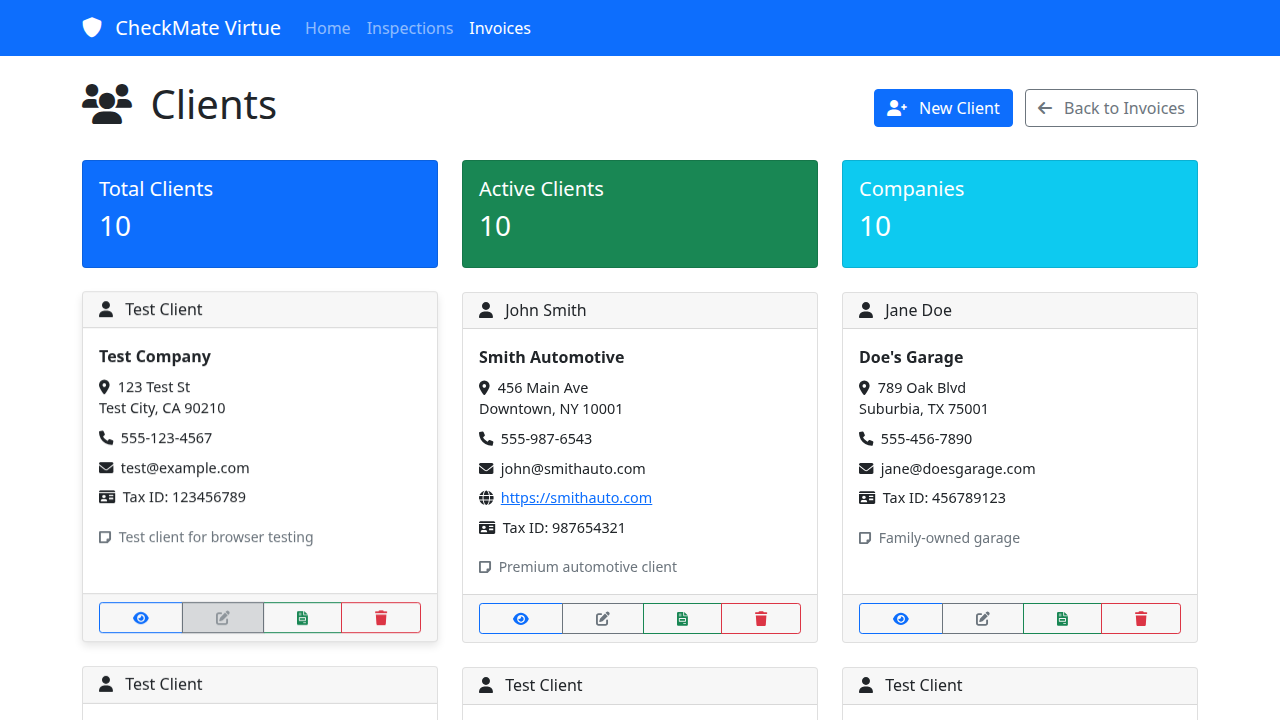 CheckMate Virtue Home Inspections Invoices
Clients
New Client Back to Invoices
Total Clients
10
Active Clients
10
Companies
10
Test Client
Test Company
123 Test St
Test City, CA 90210
555-123-4567
test@example.com
Tax ID: 123456789
Test client for browser testing
John Smith
Smith Automotive
456 Main Ave
Downtown, NY 10001
555-987-6543
john@smithauto.com
https://smithauto.com
Tax ID: 987654321
Premium automotive client
Jane Doe
Doe's Garage
789 Oak Blvd
Suburbia, TX 75001
555-456-7890
jane@doesgarage.com
Tax ID: 456789123
Family-owned garage
Test Client
Test Client
Test Client